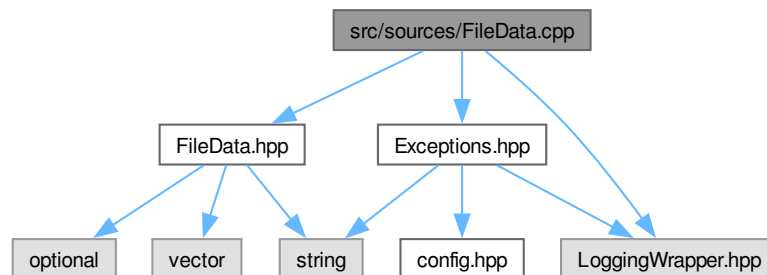 src/sources/FileData.cpp
FileData.hpp
Exceptions.hpp
optional
vector
string
config.hpp
LoggingWrapper.hpp